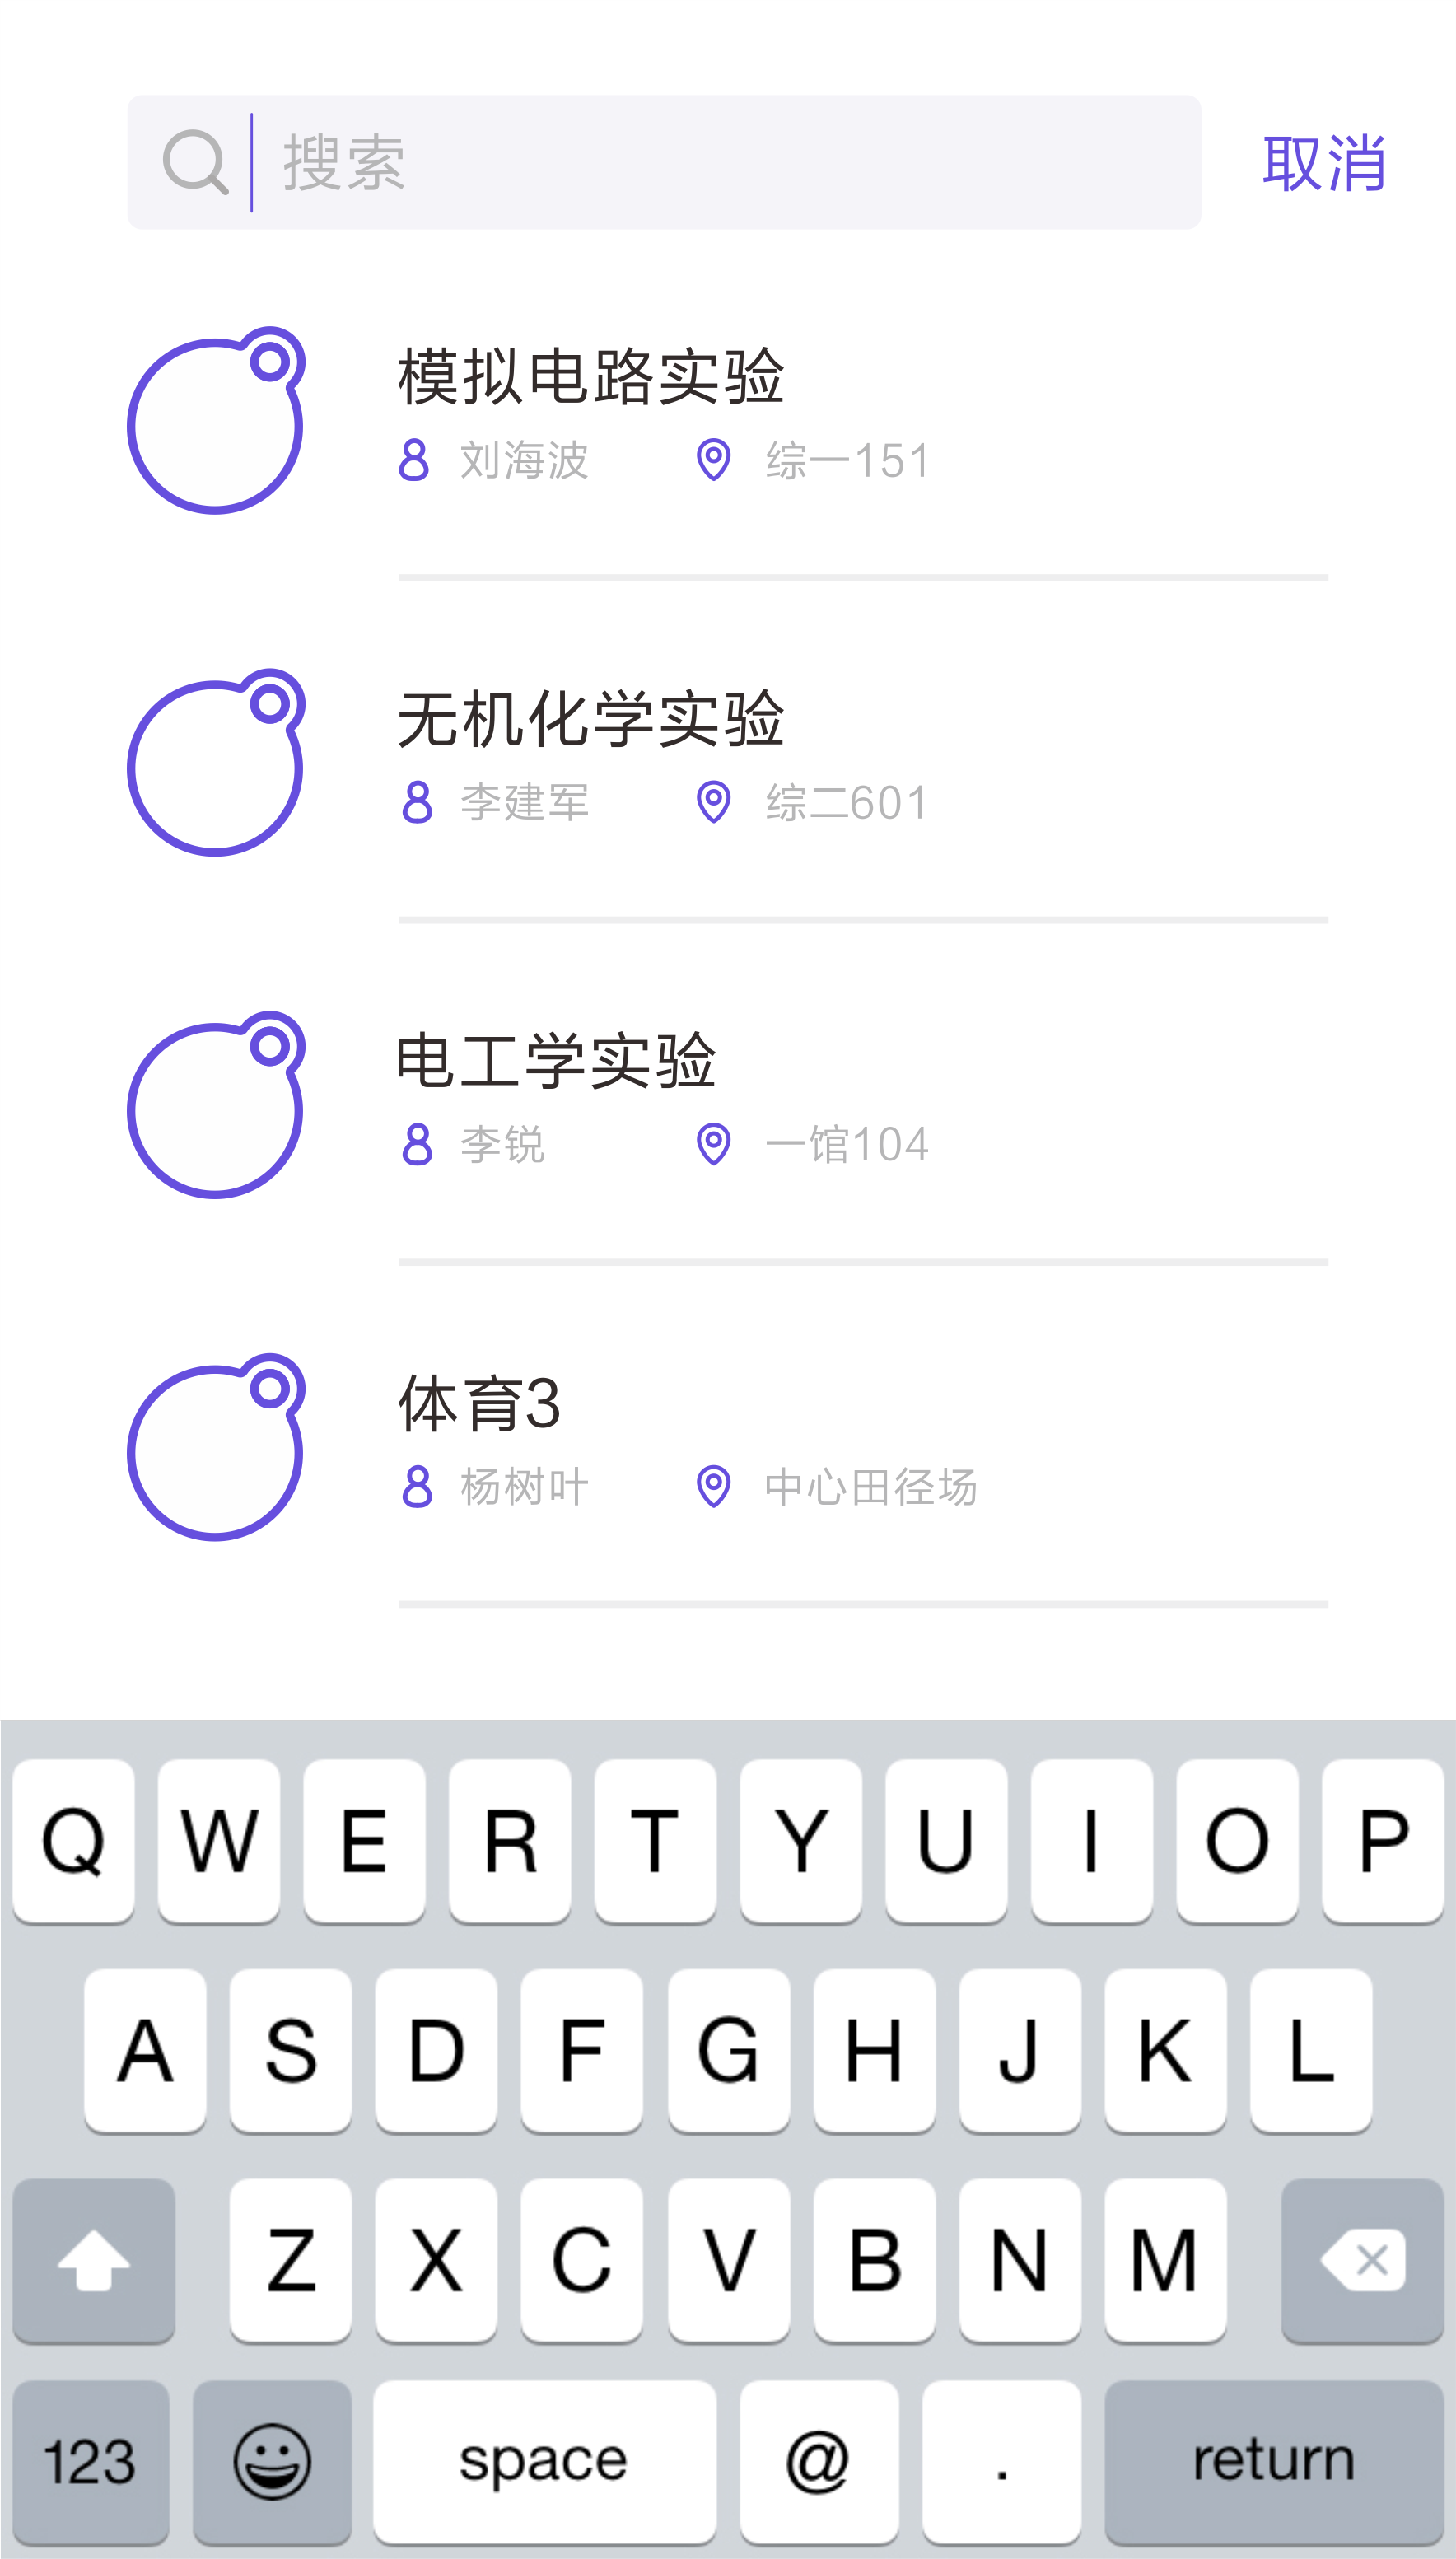 搜索 取消
模拟电路实验
刘海波 综一151
无机化学实验
李建军 综二601
电工学实验
李锐 一馆104
体育3
杨树叶 中心田径场
Q W E R T Y U I O P
A S D F G H J K L
Z X C V B N M
123 space @ . return